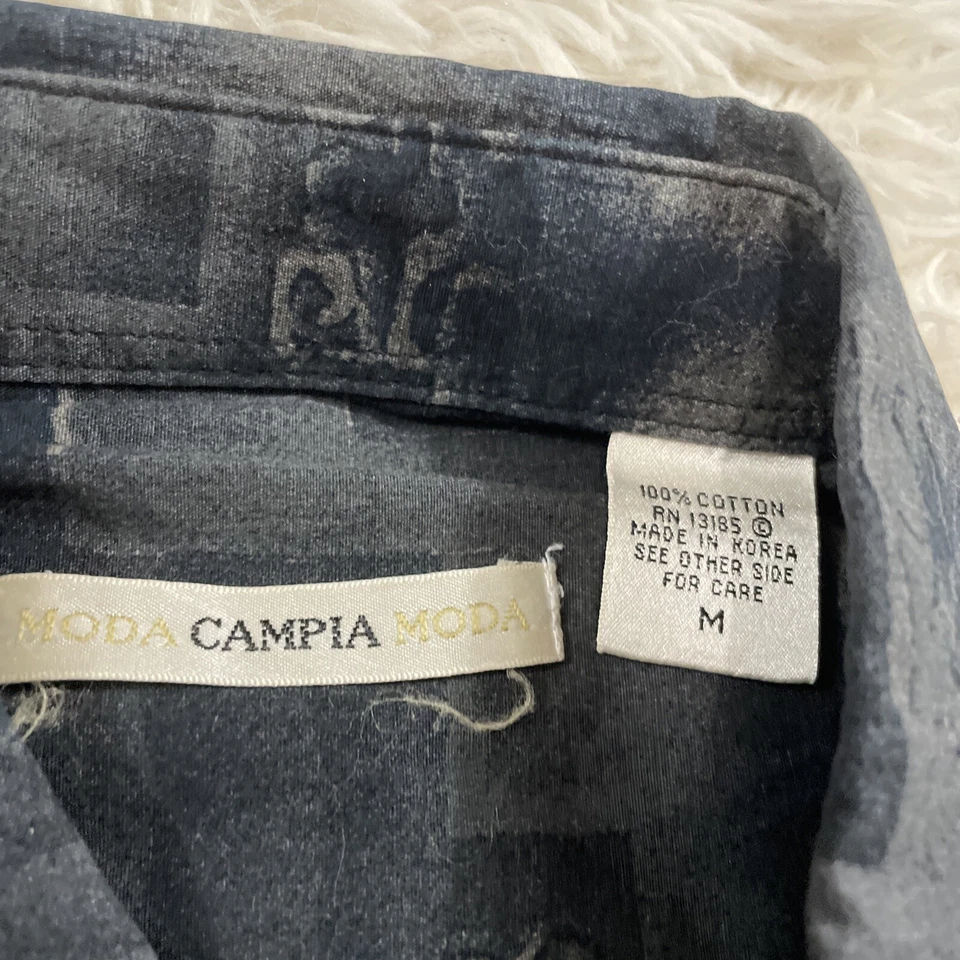 100% COTTON
RN 13185 ©
MADE IN KOREA
SEE OTHER SIDE
FOR CARE
M
MODA CAMPIA MODA